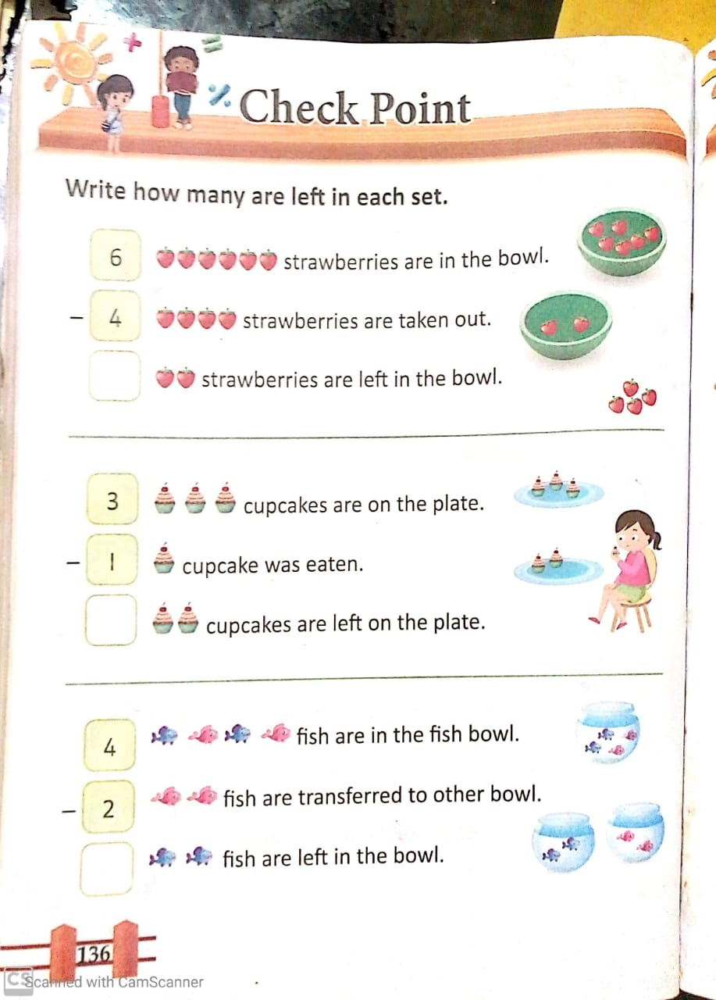 Check Point
Write how many are left in each set.
6 strawberries are in the bowl.
− 4 strawberries are taken out.
strawberries are left in the bowl.
3 cupcakes are on the plate.
− 1 cupcake was eaten.
cupcakes are left on the plate.
4 fish are in the fish bowl.
− 2 fish are transferred to other bowl.
fish are left in the bowl.
136
CS Scanned with CamScanner